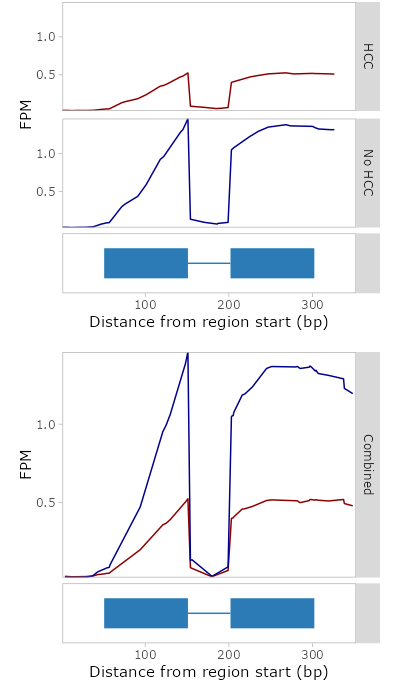 1.0
0.5
HCC
FPM
1.0
0.5
No HCC
100 200 300
Distance from region start (bp)
1.0
0.5
FPM
Combined
100 200 300
Distance from region start (bp)